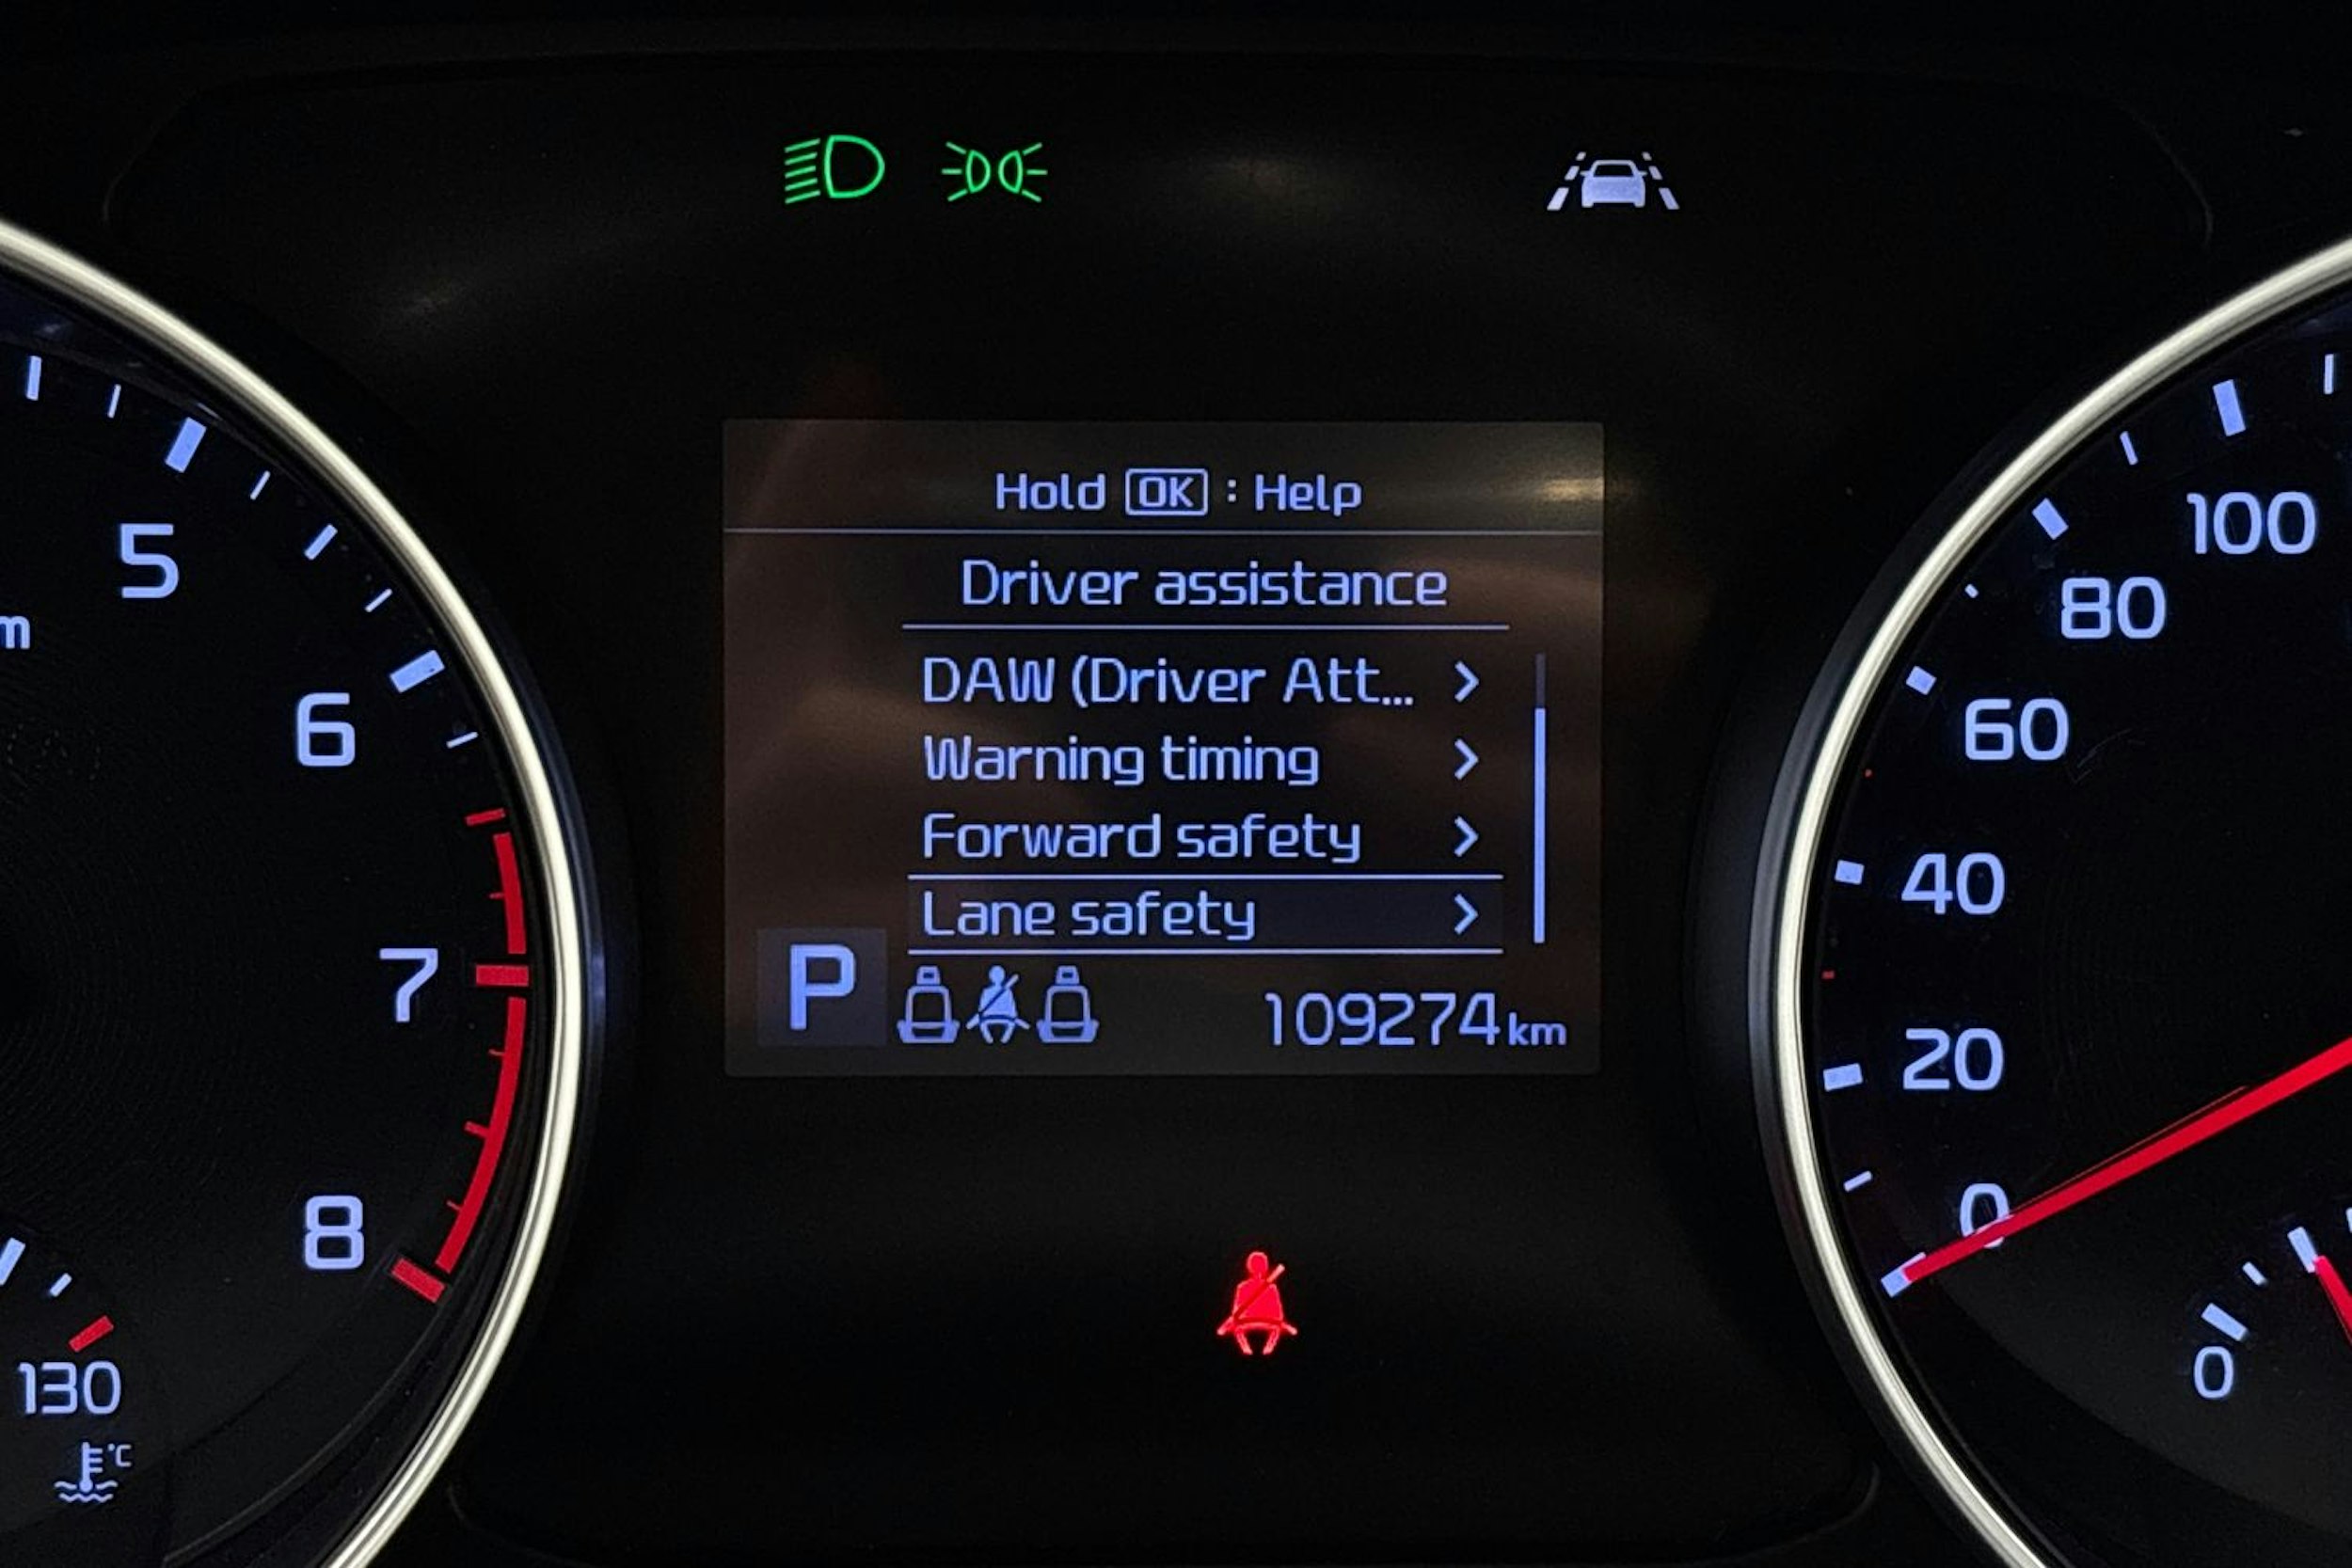 Hold OK : Help
Driver assistance
DAW (Driver Att... >
Warning timing >
Forward safety >
Lane safety >
P
109274 km
5
6
7
8
m
130
°C
100
80
60
40
20
0
0